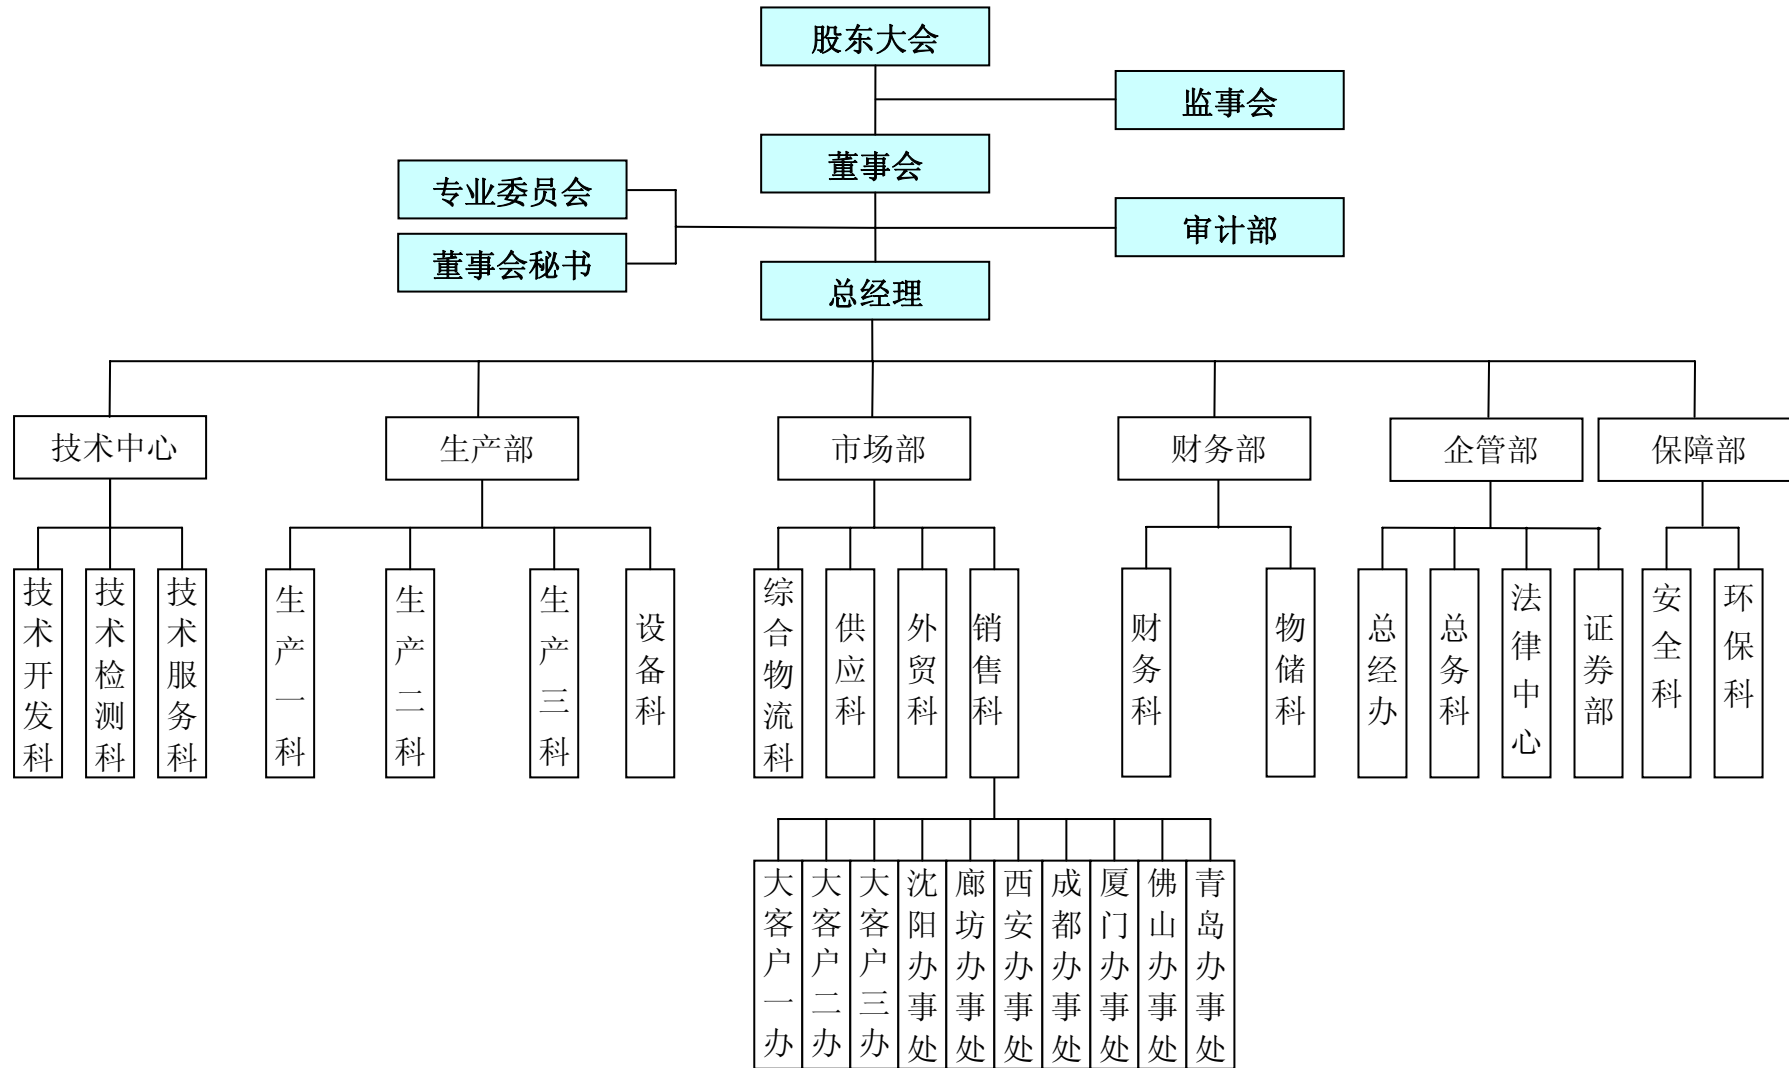 股东大会
监事会
董事会
专业委员会
审计部
董事会秘书
总经理
技术中心
生产部
市场部
财务部
企管部
保障部
技术开发科
技术检测科
技术服务科
生产一科
生产二科
生产三科
设备科
综合物流科
供应科
外贸科
销售科
财务科
物储科
总经办
总务科
法律中心
证券部
安全科
环保科
大客户一办
大客户二办
大客户三办
沈阳办事处
廊坊办事处
西安办事处
成都办事处
厦门办事处
佛山办事处
青岛办事处